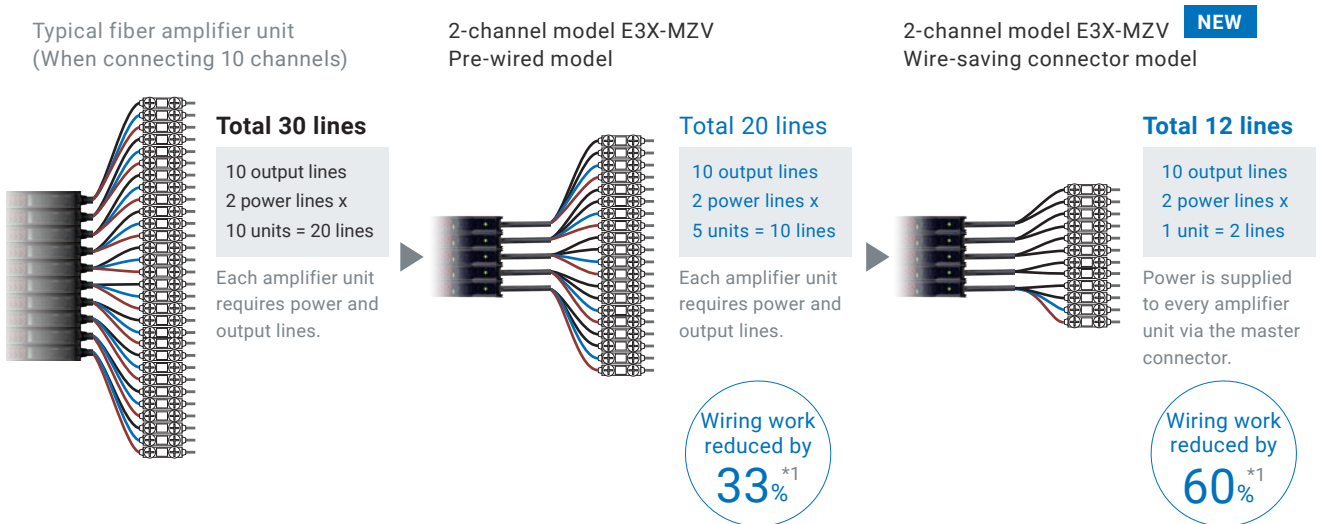 Typical fiber amplifier unit
(When connecting 10 channels)
Total 30 lines
10 output lines
2 power lines x
10 units = 20 lines
Each amplifier unit
requires power and
output lines.
2-channel model E3X-MZV
Pre-wired model
Total 20 lines
10 output lines
2 power lines x
5 units = 10 lines
Each amplifier unit
requires power and
output lines.
Wiring work
reduced by
33%*1
2-channel model E3X-MZV NEW
Wire-saving connector model
Total 12 lines
10 output lines
2 power lines x
1 unit = 2 lines
Power is supplied
to every amplifier
unit via the master
connector.
Wiring work
reduced by
60%*1